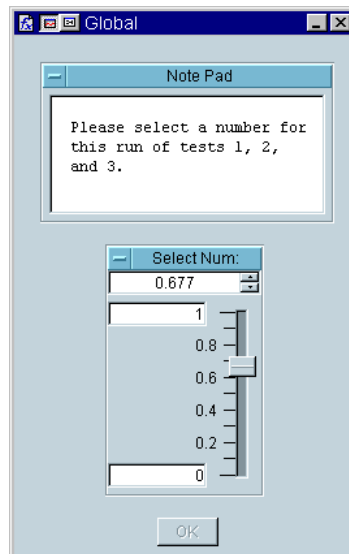 Global
Note Pad
Please select a number for
this run of tests 1, 2,
and 3.
Select Num:
0.677
1
0.8
0.6
0.4
0.2
0
OK